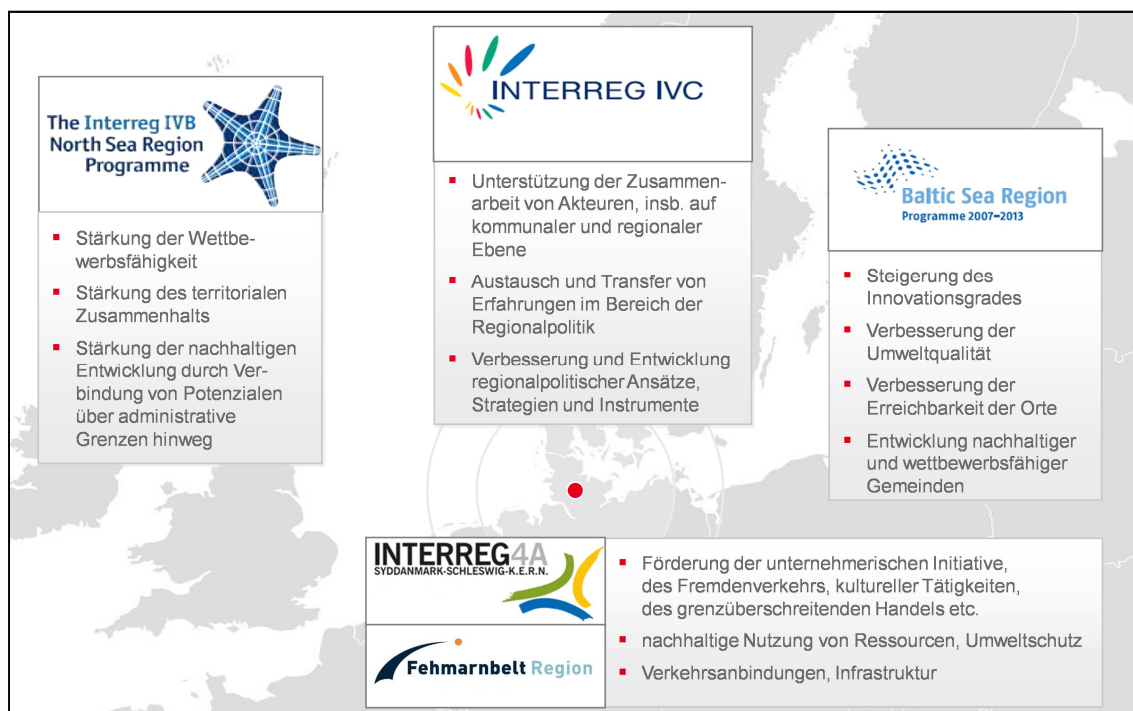 The Interreg IVB
North Sea Region
Programme
▪ Stärkung der Wettbe-
werbsfähigkeit
▪ Stärkung des territorialen
Zusammenhalts
▪ Stärkung der nachhaltigen
Entwicklung durch Ver-
bindung von Potenzialen
über administrative
Grenzen hinweg
INTERREG IVC
▪ Unterstützung der Zusammen-
arbeit von Akteuren, insb. auf
kommunaler und regionaler
Ebene
▪ Austausch und Transfer von
Erfahrungen im Bereich der
Regionalpolitik
▪ Verbesserung und Entwicklung
regionalpolitischer Ansätze,
Strategien und Instrumente
Baltic Sea Region
Programme 2007–2013
▪ Steigerung des
Innovationsgrades
▪ Verbesserung der
Umweltqualität
▪ Verbesserung der
Erreichbarkeit der Orte
▪ Entwicklung nachhaltiger
und wettbewerbsfähiger
Gemeinden
INTERREG4A
SYDDANMARK-SCHLESWIG-K.E.R.N.
Fehmarnbelt Region
▪ Förderung der unternehmerischen Initiative,
des Fremdenverkehrs, kultureller Tätigkeiten,
des grenzüberschreitenden Handels etc.
▪ nachhaltige Nutzung von Ressourcen, Umweltschutz
▪ Verkehrsanbindungen, Infrastruktur